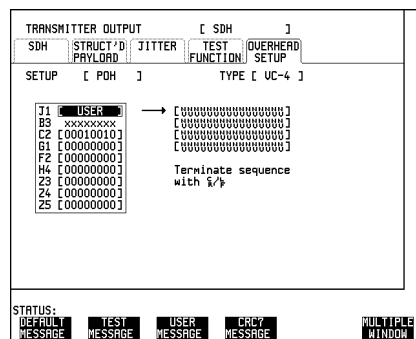 TRANSMITTER OUTPUT [ SDH ]
SDH STRUCT'D PAYLOAD JITTER TEST FUNCTION OVERHEAD SETUP
SETUP [ POH ] TYPE [ VC-4 ]
J1 [ USER ]
B3 xxxxxxxx
C2 [00010010]
G1 [00000000]
F2 [00000000]
H4 [00000000]
Z3 [00000000]
Z4 [00000000]
Z5 [00000000]
Terminate sequence
with
STATUS:
DEFAULT MESSAGE TEST MESSAGE USER MESSAGE CRC7 MESSAGE MULTIPLE WINDOW